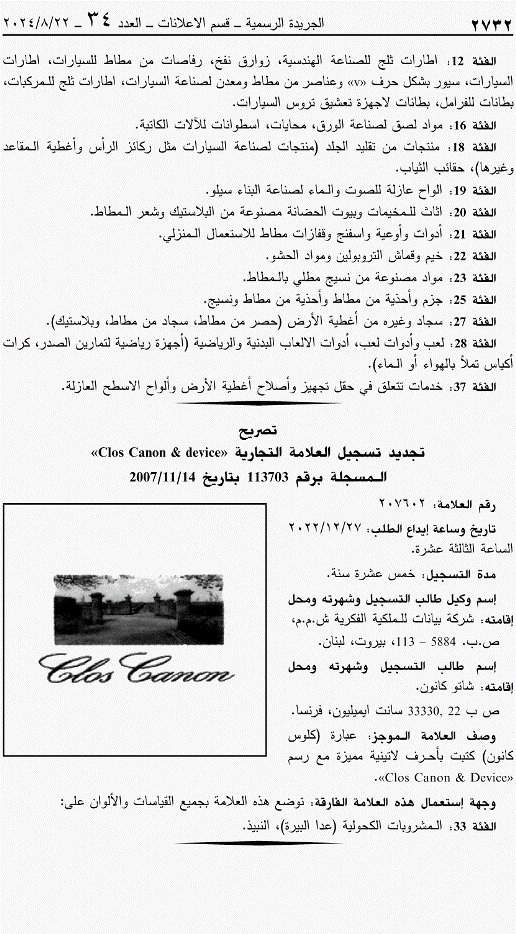 ٢٧٣٢ الجريدة الرسمية ــ قسم الاعلانات ــ العدد ٣٤ ــ ٢٠٢٤/٨/٢٢
الفئة 12: اطارات ثلج للصناعة الهندسية، زوارق نفخ، رفاصات من مطاط للسيارات، اطارات
السيارات، سيور بشكل حرف «v» وعناصر من مطاط ومعدن لصناعة السيارات، اطارات ثلج للمركبات،
بطانات للفرامل، بطانات لاجهزة تعشيق تروس السيارات.
الفئة 16: مواد لصق لصناعة الورق، محايات، اسطوانات للآلات الكاتبة.
الفئة 18: منتجات من تقليد الجلد (منتجات لصناعة السيارات مثل ركائز الرأس وأغطية المقاعد
وغيرها)، حقائب الثياب.
الفئة 19: الواح عازلة للصوت والماء لصناعة البناء سيلو.
الفئة 20: اثاث للمخيمات وبيوت الحضانة مصنوعة من البلاستيك وشعر المطاط.
الفئة 21: أدوات وأوعية واسفنج وقفازات مطاط للاستعمال المنزلي.
الفئة 22: خيم وقماش التروبولين ومواد الحشو.
الفئة 23: مواد مصنوعة من نسيج مطلي بالمطاط.
الفئة 25: جزم وأحذية من مطاط وأحذية من مطاط ونسيج.
الفئة 27: سجاد وغيره من أغطية الأرض (حصر من مطاط، سجاد من مطاط، وبلاستيك).
الفئة 28: لعب وأدوات لعب، أدوات الالعاب البدنية والرياضية (أجهزة رياضية لتمارين الصدر، كرات
أكياس تملأ بالهواء أو الماء).
الفئة 37: خدمات تتعلق في حقل تجهيز وأصلاح أغطية الأرض وألواح الاسطح العازلة.
تصريح
تجديد تسجيل العلامة التجارية «Clos Canon & device»
المسجلة برقم 113703 بتاريخ 2007/11/14
رقم العلامة: ٢٠٧٦٠٢
تاريخ وساعة إيداع الطلب: ٢٠٢٢/١٢/٢٧
الساعة الثالثة عشرة.
مدة التسجيل: خمس عشرة سنة.
إسم وكيل طالب التسجيل وشهرته ومحل
إقامته: شركة بيانات للملكية الفكرية ش.م.م،
ص.ب. 5884 – 113، بيروت، لبنان.
إسم طالب التسجيل وشهرته ومحل
إقامته: شاتو كانون.
ص ب 22 ,33330 سانت ايميليون، فرنسا.
وصف العلامة الموجز: عبارة (كلوس
كانون) كتبت بأحرف لاتينية مميزة مع رسم
«Clos Canon & Device».
Clos Canon
وجهة إستعمال هذه العلامة الفارقة: توضع هذه العلامة بجميع القياسات والألوان على:
الفئة 33: المشروبات الكحولية (عدا البيرة)، النبيذ.